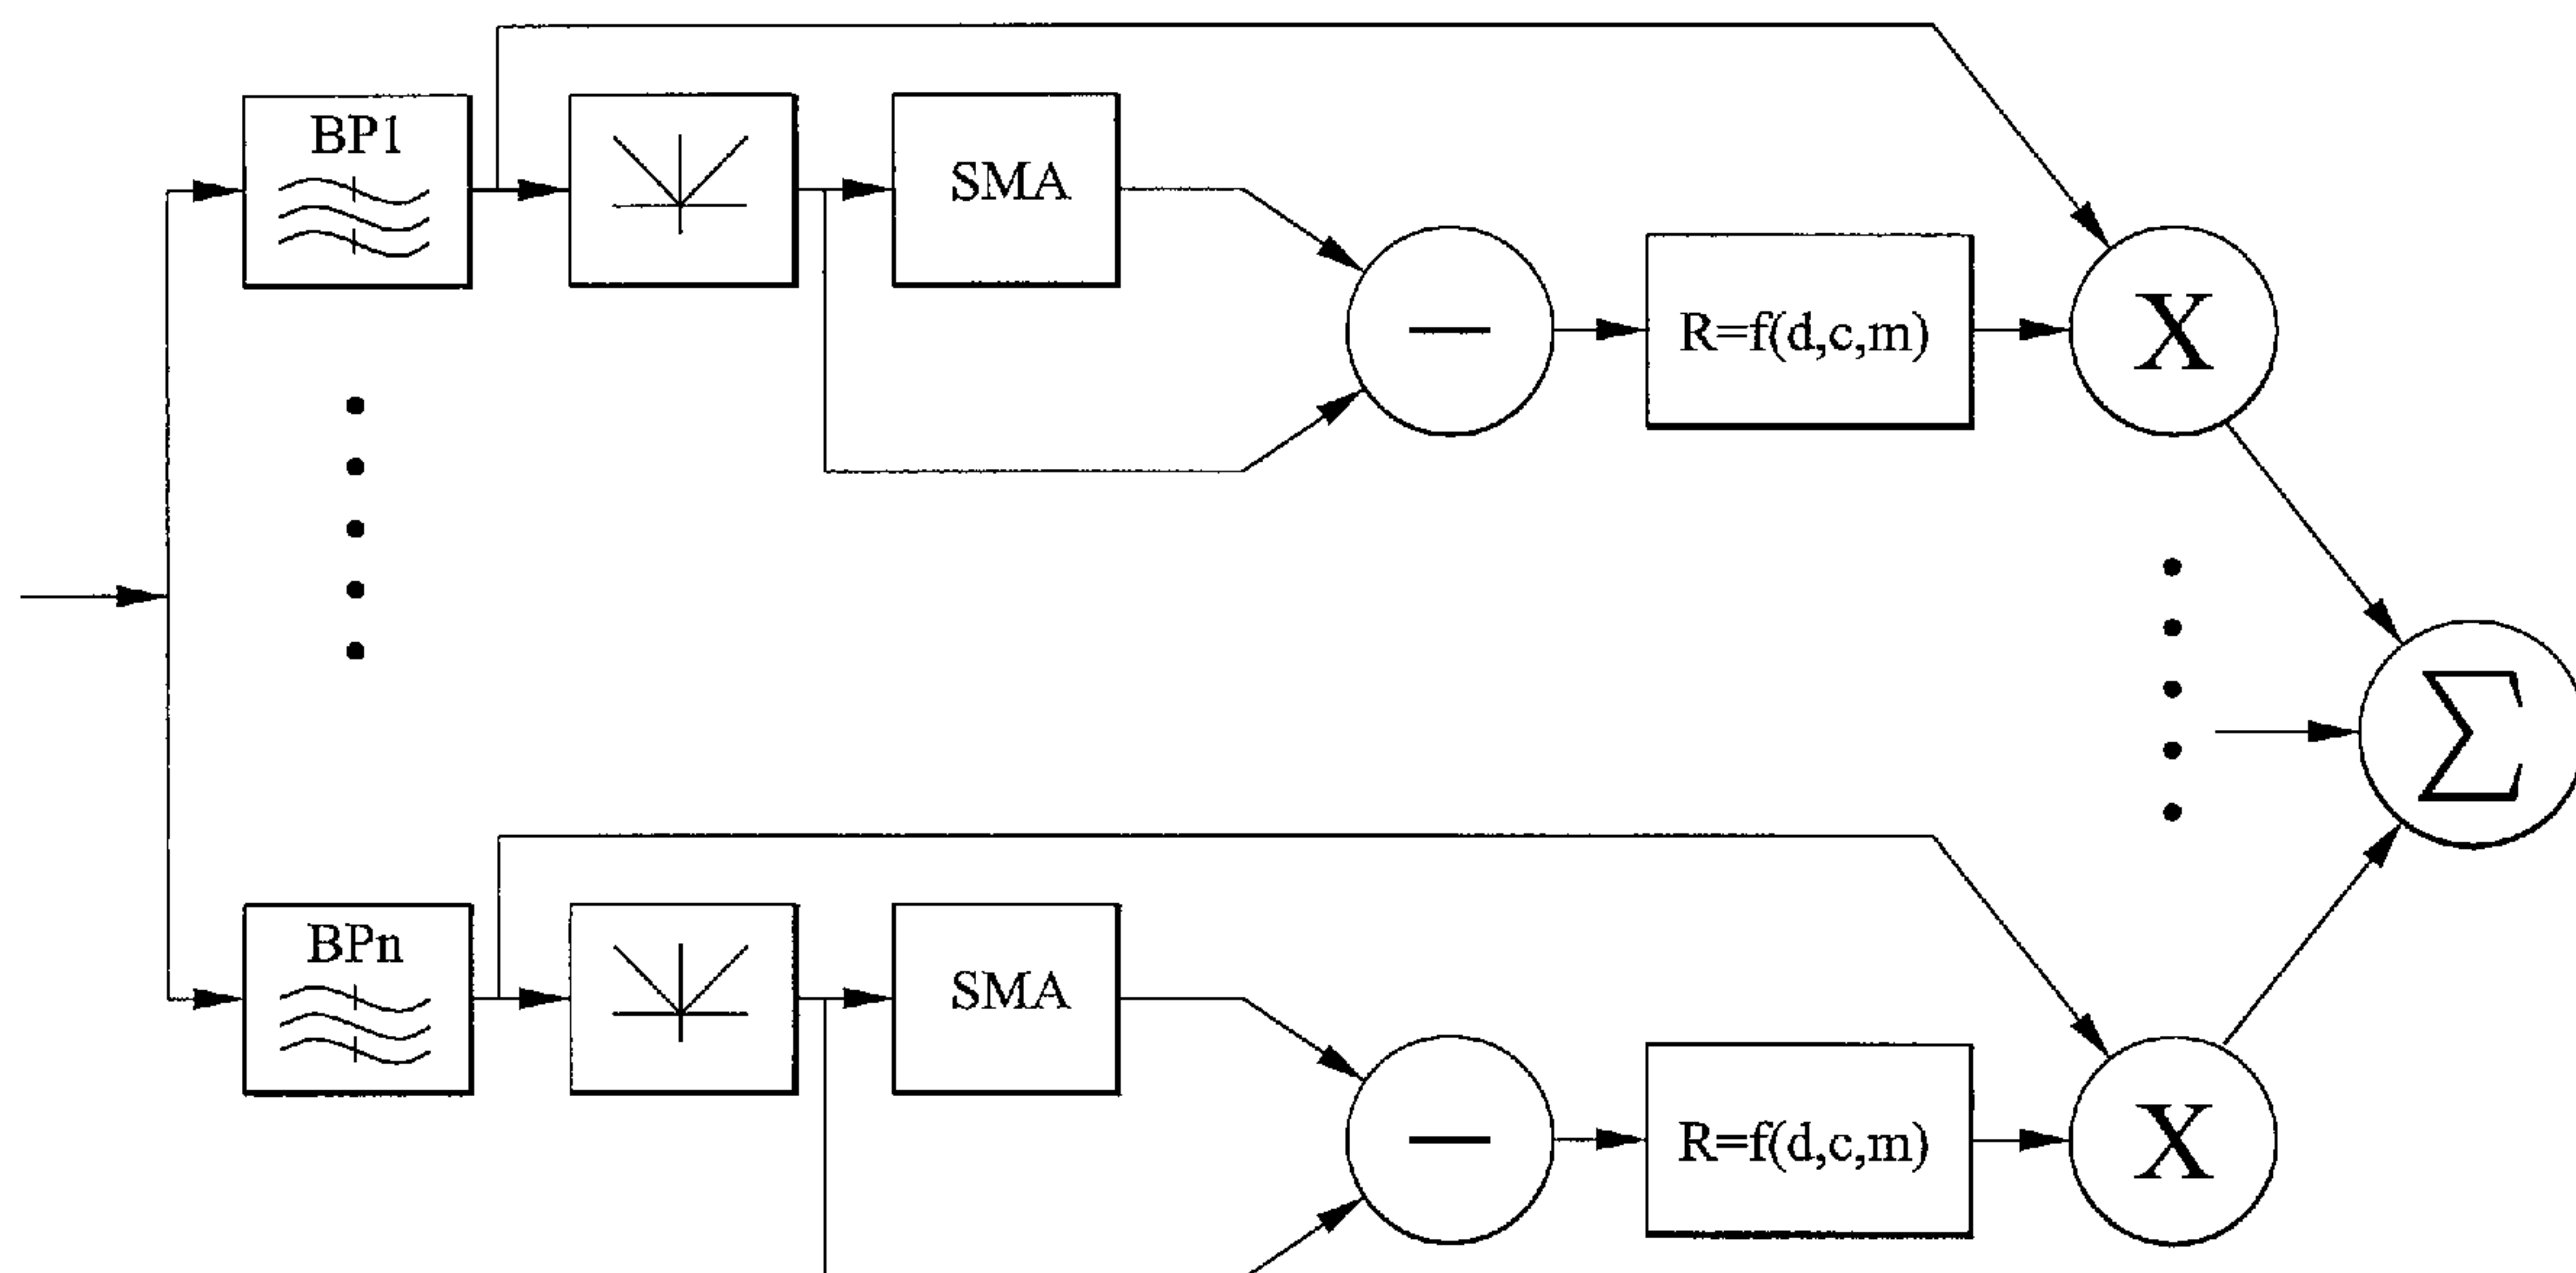 BP1
SMA
—
R=f(d,c,m)
X
Σ
BPn
SMA
—
R=f(d,c,m)
X